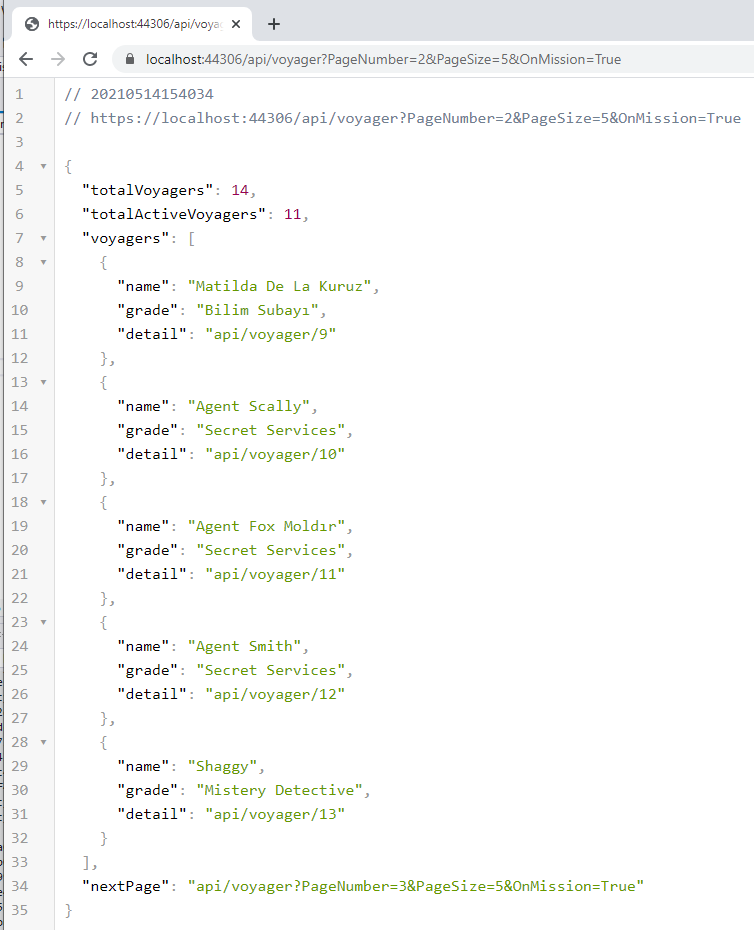 https://localhost:44306/api/voya
localhost:44306/api/voyager?PageNumber=2&PageSize=5&OnMission=True
1 // 20210514154034
2 // https://localhost:44306/api/voyager?PageNumber=2&PageSize=5&OnMission=True
3
4 {
5 "totalVoyagers": 14,
6 "totalActiveVoyagers": 11,
7 "voyagers": [
8 {
9 "name": "Matilda De La Kuruz",
10 "grade": "Bilim Subayı",
11 "detail": "api/voyager/9"
12 },
13 {
14 "name": "Agent Scally",
15 "grade": "Secret Services",
16 "detail": "api/voyager/10"
17 },
18 {
19 "name": "Agent Fox Moldır",
20 "grade": "Secret Services",
21 "detail": "api/voyager/11"
22 },
23 {
24 "name": "Agent Smith",
25 "grade": "Secret Services",
26 "detail": "api/voyager/12"
27 },
28 {
29 "name": "Shaggy",
30 "grade": "Mistery Detective",
31 "detail": "api/voyager/13"
32 }
33 ],
34 "nextPage": "api/voyager?PageNumber=3&PageSize=5&OnMission=True"
35 }